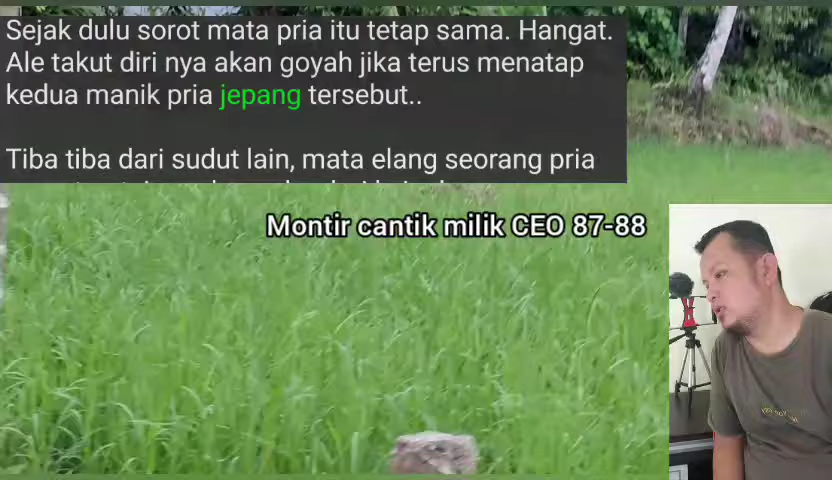 Sejak dulu sorot mata pria itu tetap sama. Hangat.
Ale takut diri nya akan goyah jika terus menatap
kedua manik pria jepang tersebut..
Tiba tiba dari sudut lain, mata elang seorang pria
Montir cantik milik CEO 87-88